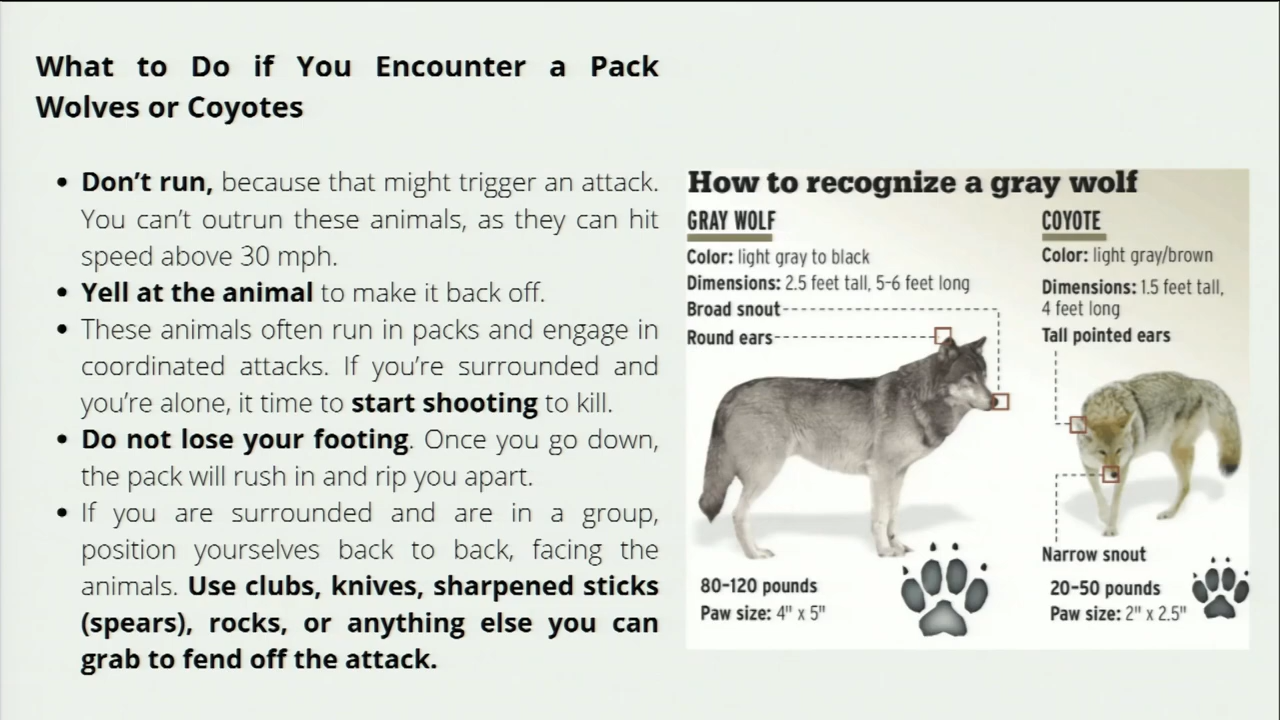 What to Do if You Encounter a Pack
Wolves or Coyotes
• Don't run, because that might trigger an attack.
You can't outrun these animals, as they can hit
speed above 30 mph.
• Yell at the animal to make it back off.
• These animals often run in packs and engage in
coordinated attacks. If you're surrounded and
you're alone, it time to start shooting to kill.
• Do not lose your footing. Once you go down,
the pack will rush in and rip you apart.
• If you are surrounded and are in a group,
position yourselves back to back, facing the
animals. Use clubs, knives, sharpened sticks
(spears), rocks, or anything else you can
grab to fend off the attack.
How to recognize a gray wolf
GRAY WOLF
Color: light gray to black
Dimensions: 2.5 feet tall, 5-6 feet long
Broad snout
Round ears
80-120 pounds
Paw size: 4" x 5"
COYOTE
Color: light gray/brown
Dimensions: 1.5 feet tall,
4 feet long
Tall pointed ears
Narrow snout
20-50 pounds
Paw size: 2" x 2.5"